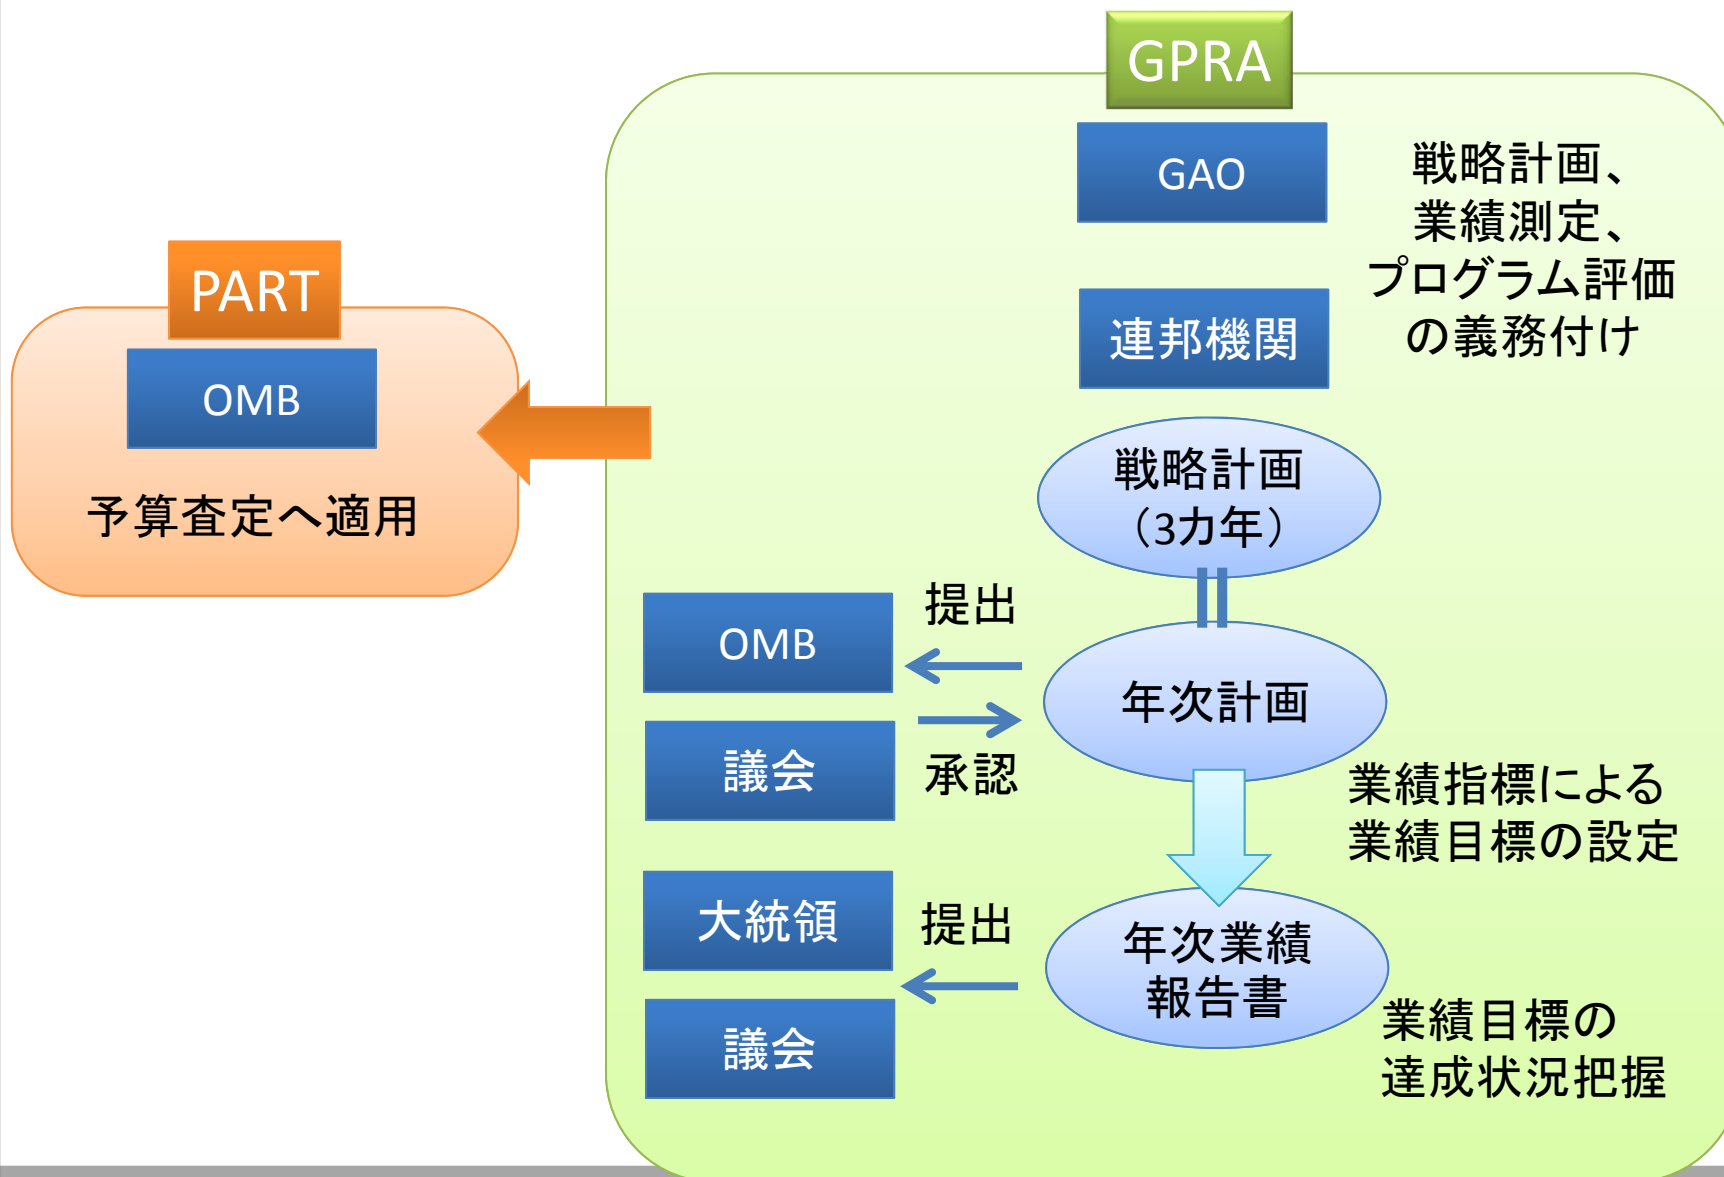 GPRA
GAO
戦略計画、
業績測定、
プログラム評価
の義務付け
連邦機関
PART
OMB
予算査定へ適用
戦略計画
（3カ年）
提出
OMB
年次計画
議会
承認
業績指標による
業績目標の設定
大統領
提出
年次業績
報告書
議会
業績目標の
達成状況把握